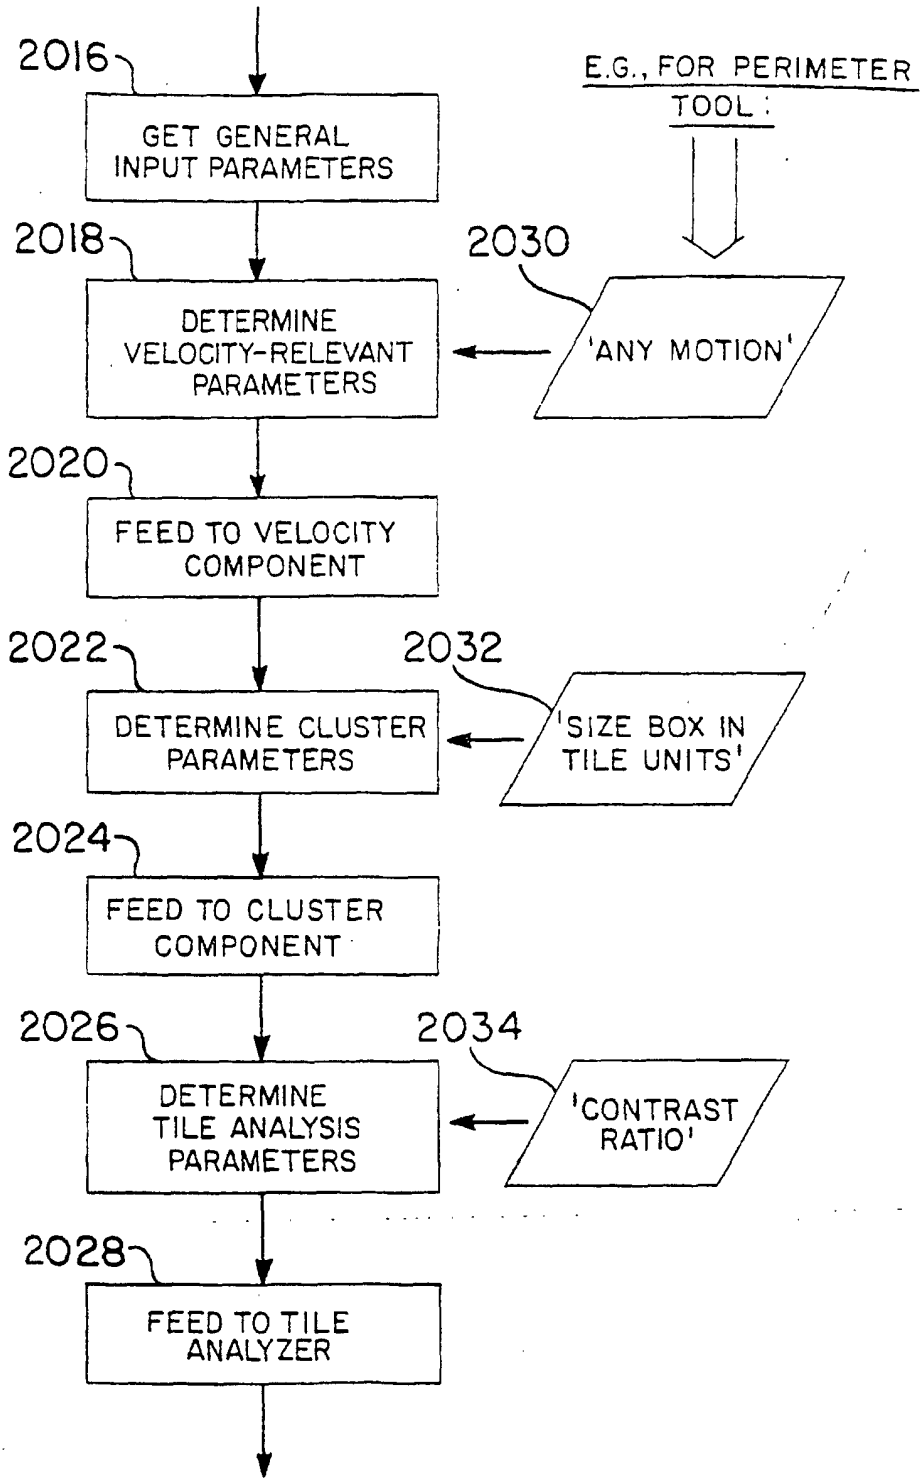 2016
E.G., FOR PERIMETER
TOOL:
GET GENERAL
INPUT PARAMETERS
2018
2030
DETERMINE
VELOCITY-RELEVANT
PARAMETERS
'ANY MOTION'
2020
FEED TO VELOCITY
COMPONENT
2022
2032
DETERMINE CLUSTER
PARAMETERS
'SIZE BOX IN
TILE UNITS'
2024
FEED TO CLUSTER
COMPONENT
2026
2034
DETERMINE
TILE ANALYSIS
PARAMETERS
'CONTRAST
RATIO'
2028
FEED TO TILE
ANALYZER